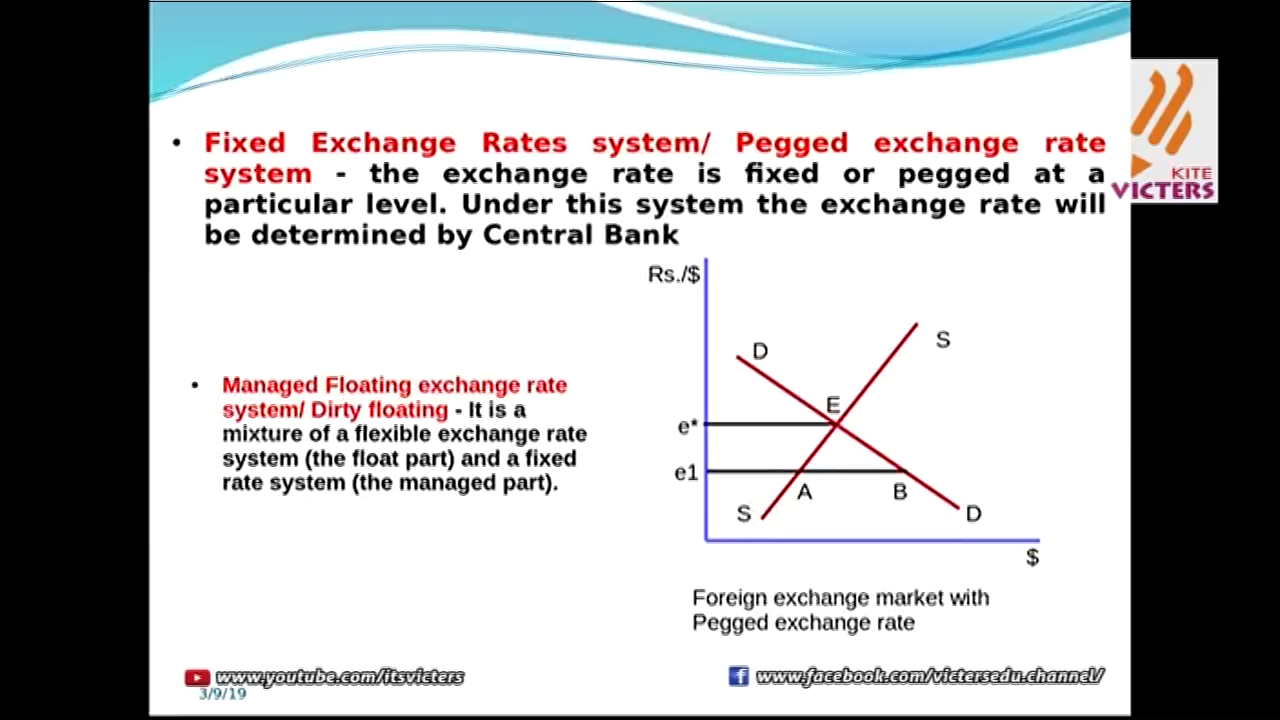 • Fixed Exchange Rates system/ Pegged exchange rate
system - the exchange rate is fixed or pegged at a
particular level. Under this system the exchange rate will
be determined by Central Bank
KITE
VICTERS
Rs./$
S
D
E
• Managed Floating exchange rate
system/ Dirty floating - It is a
mixture of a flexible exchange rate
system (the float part) and a fixed
rate system (the managed part).
e*
e1
A
B
S
D
$
Foreign exchange market with
Pegged exchange rate
www.youtube.com/itsvicters
www.facebook.com/victersedu.channel/
3/9/19